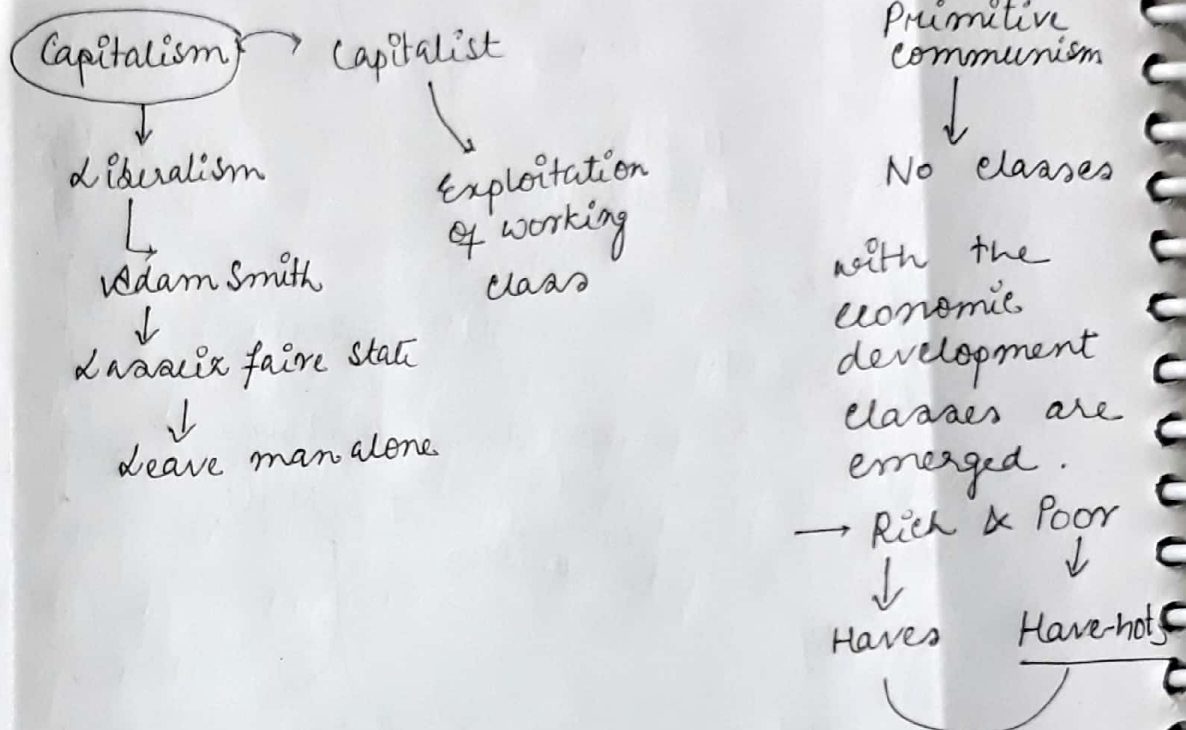 Capitalism → Capitalist
↓
Liberalism
Adam Smith
↓
Lasseiz faire state
↓
Leave man alone
Exploitation
of working
class
Primitive
communism
↓
No classes
with the
economic
development
classes are
emerged.
→ Rich & Poor
↓ ↓
Haves Have-nots